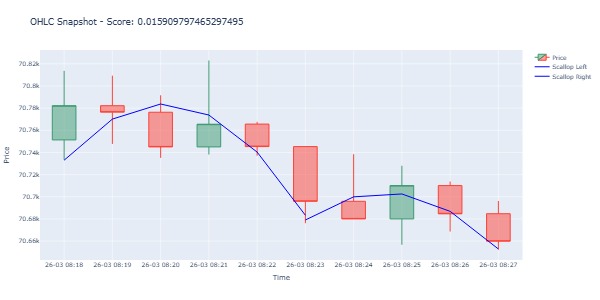 OHLC Snapshot - Score: 0.015909797465297495
70.82k
70.8k
70.78k
70.76k
70.74k
70.72k
70.7k
70.68k
70.66k
Price
26-03 08:18 26-03 08:19 26-03 08:20 26-03 08:21 26-03 08:22 26-03 08:23 26-03 08:24 26-03 08:25 26-03 08:26 26-03 08:27
Time
Price
Scallop Left
Scallop Right